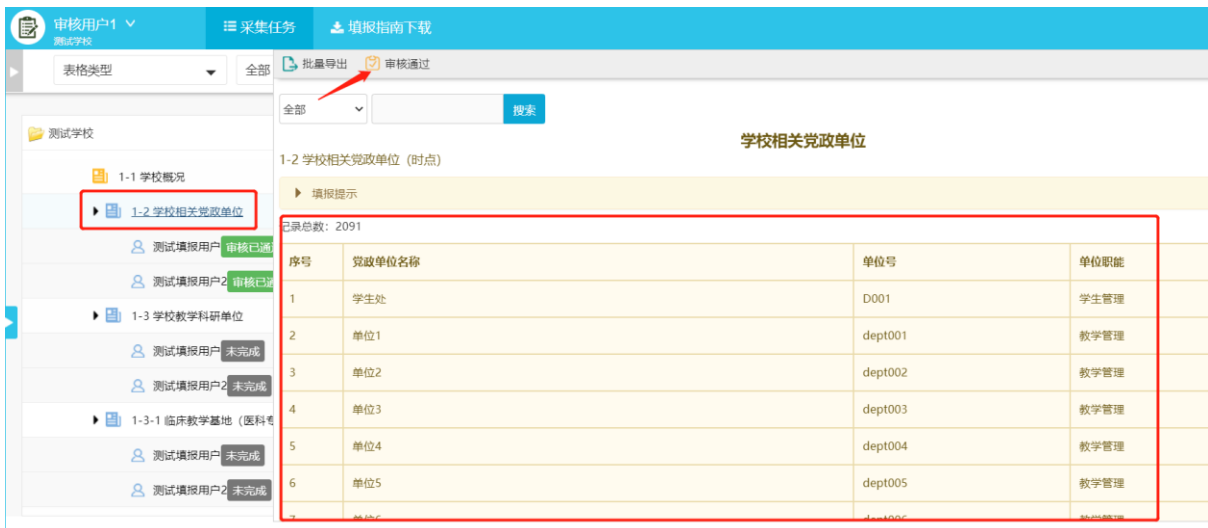 审核用户1
测试学校
采集任务
填报指南下载
表格类型
全部
批量导出
审核通过
全部
搜索
测试学校
学校相关党政单位
1-2 学校相关党政单位（时点）
填报提示
1-1 学校概况
1-2 学校相关党政单位
测试填报用户 审核已通
测试填报用户2 审核已
1-3 学校教学科研单位
测试填报用户 未完成
测试填报用户2 未完成
1-3-1 临床教学基地（医科专
测试填报用户 未完成
测试填报用户2 未完成
记录总数：2091
序号 党政单位名称 单位号 单位职能
1 学生处 D001 学生管理
2 单位1 dept001 教学管理
3 单位2 dept002 教学管理
4 单位3 dept003 教学管理
5 单位4 dept004 教学管理
6 单位5 dept005 教学管理